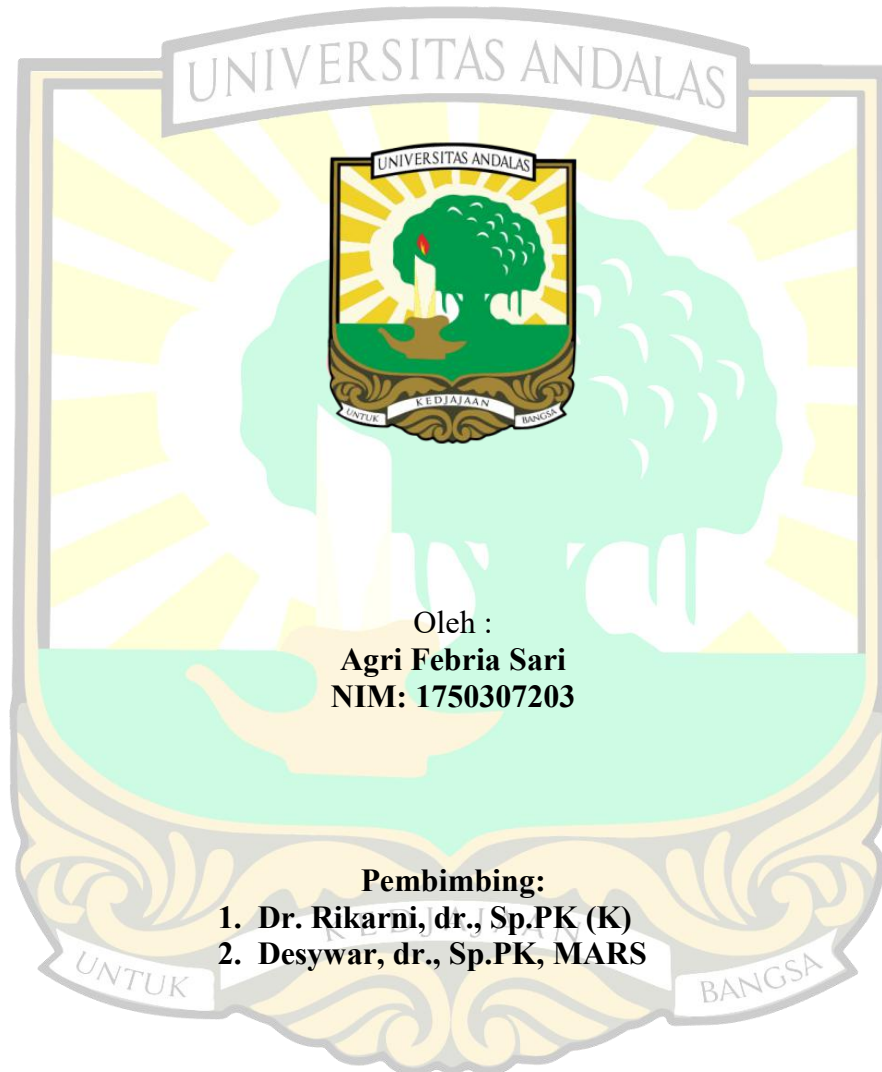 UNIVERSITAS ANDALAS
UNIVERSITAS ANDALAS
UNTUK KEDJAJAAN BANGSA
Oleh :
Agri Febria Sari
NIM: 1750307203
Pembimbing:
1. Dr. Rikarni, dr., Sp.PK (K)
2. Desywar, dr., Sp.PK, MARS
UNTUK KEDJAJAAN BANGSA